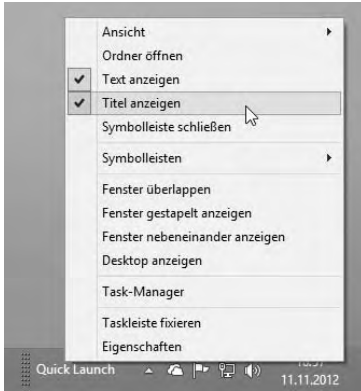 Ansicht
Ordner öffnen
Text anzeigen
Titel anzeigen
Symbolleiste schließen
Symbolleisten
Fenster überlappen
Fenster gestapelt anzeigen
Fenster nebeneinander anzeigen
Desktop anzeigen
Task-Manager
Taskleiste fixieren
Eigenschaften
Quick Launch
11.11.2012